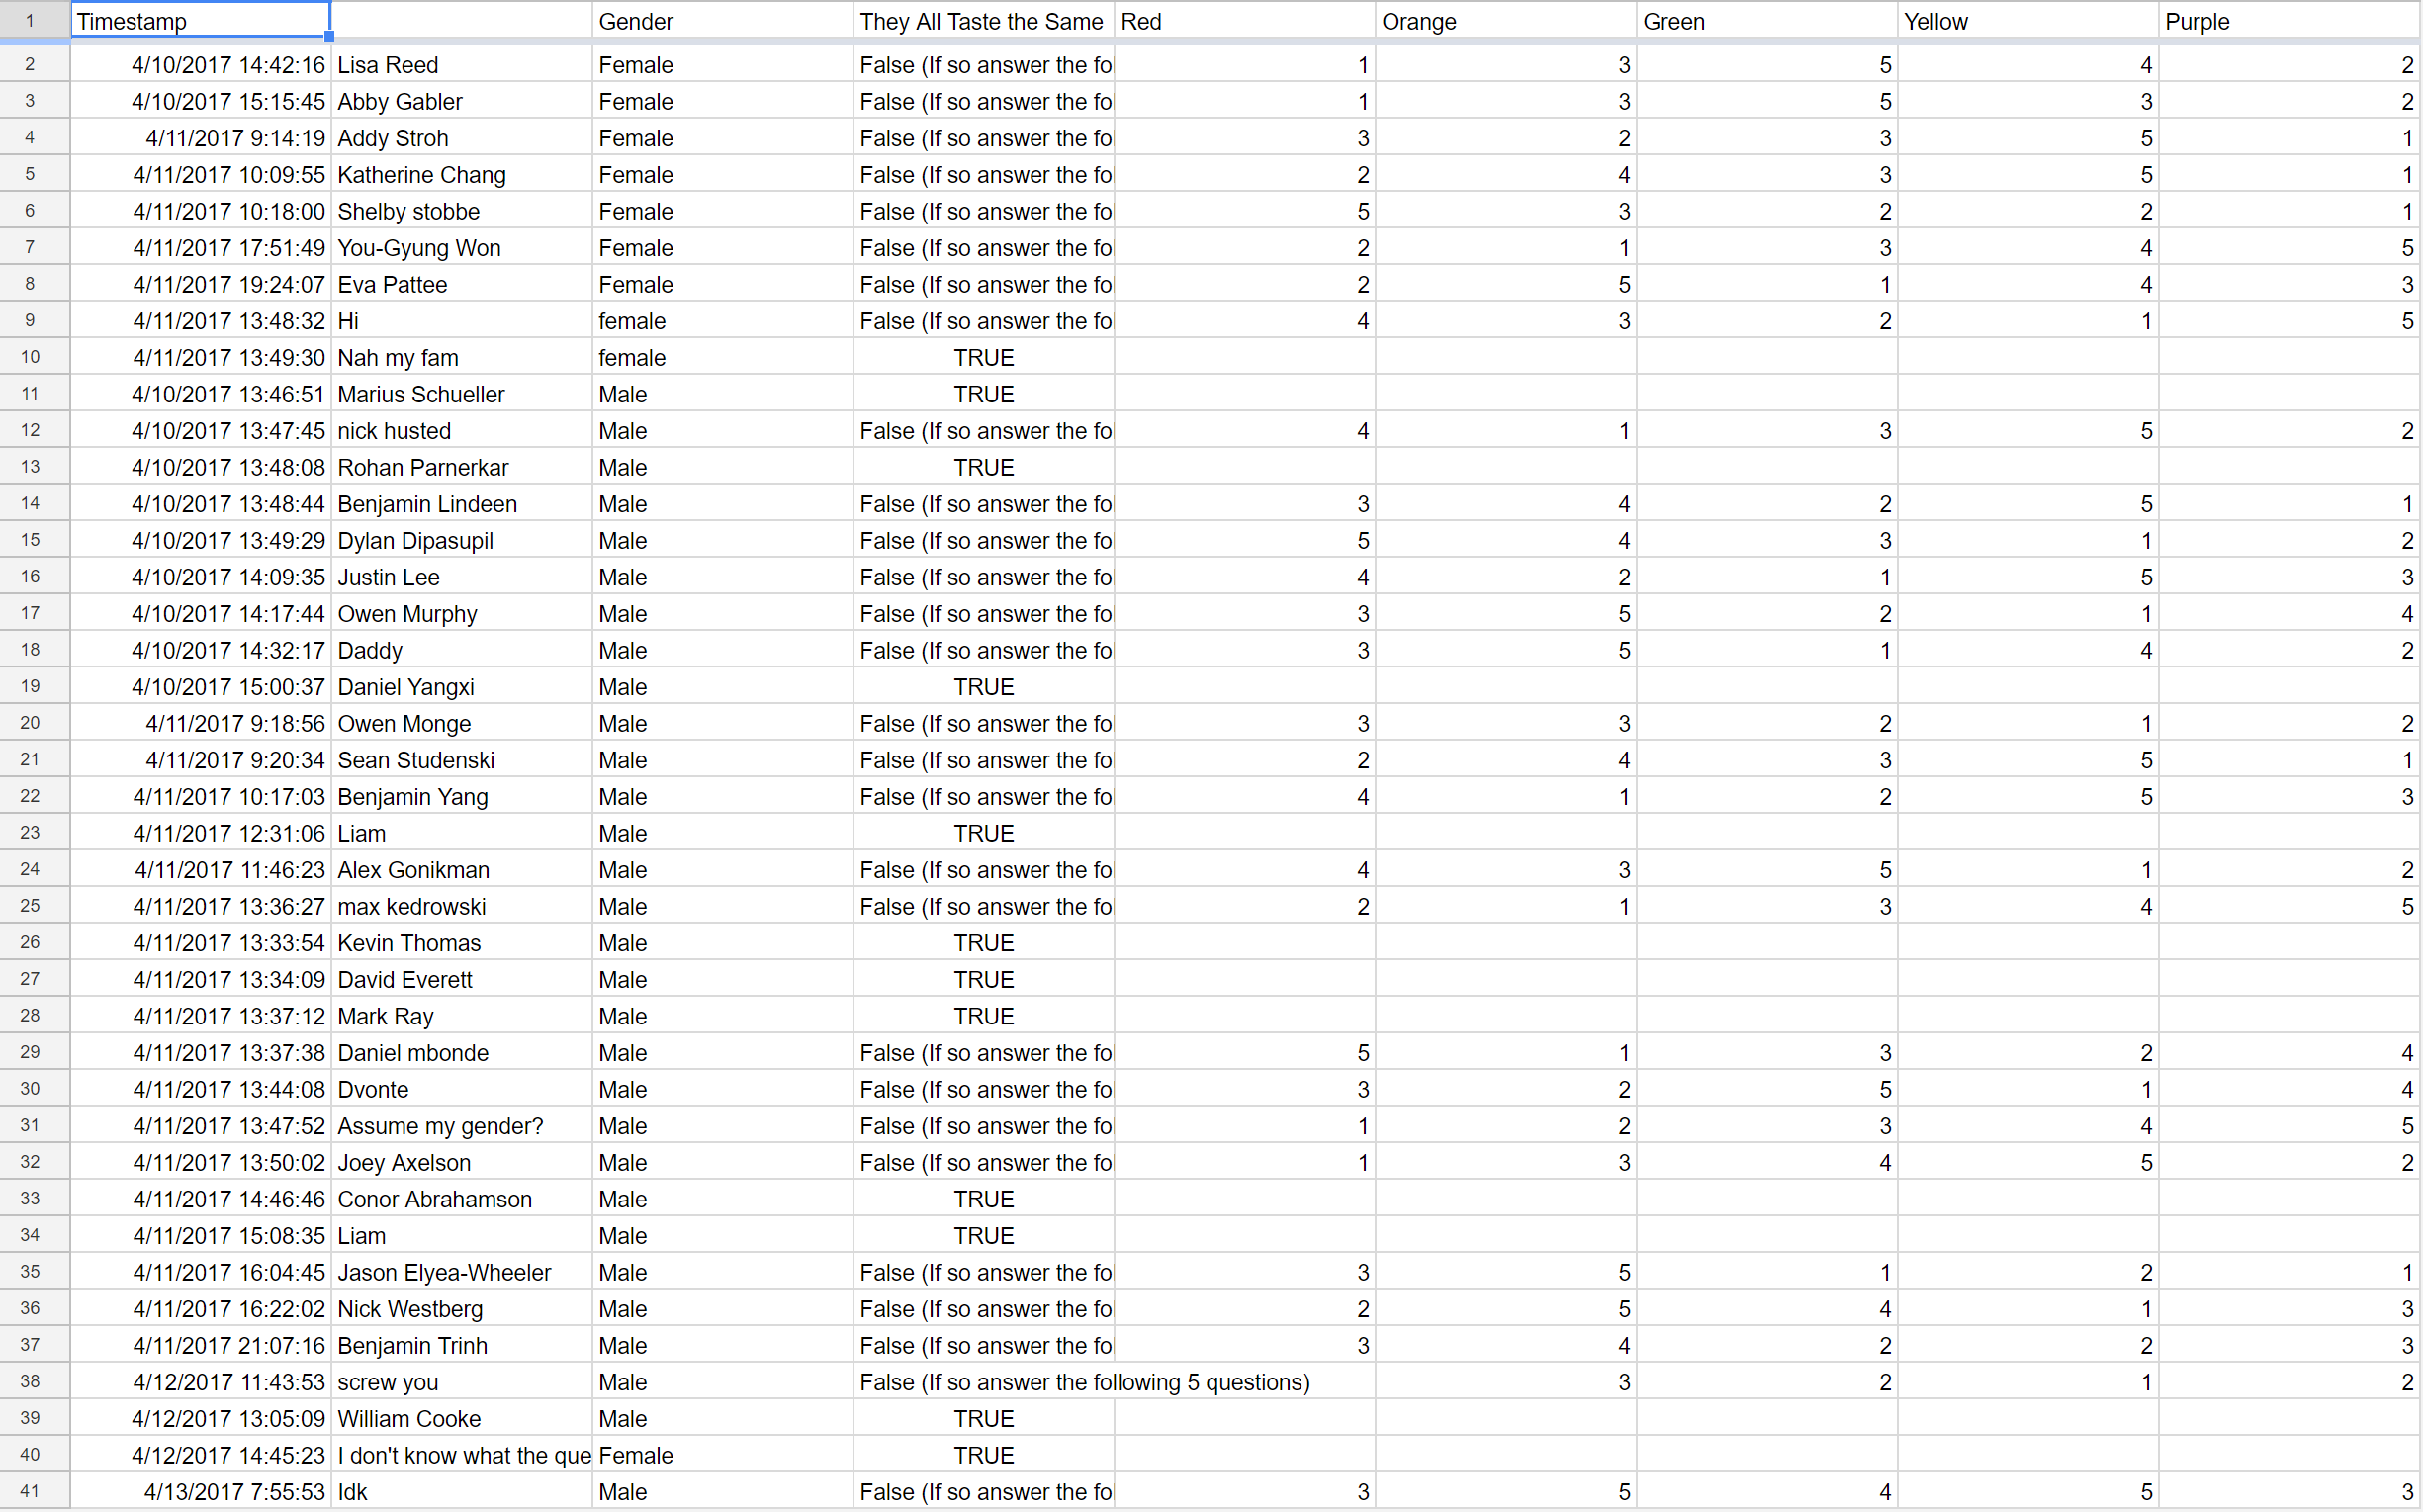 1 Timestamp Gender They All Taste the Same Red Orange Green Yellow Purple
2 4/10/2017 14:42:16 Lisa Reed Female False (If so answer the fo 1 3 5 4 2
3 4/10/2017 15:15:45 Abby Gabler Female False (If so answer the fo 1 3 5 3 2
4 4/11/2017 9:14:19 Addy Stroh Female False (If so answer the fo 3 2 3 5 1
5 4/11/2017 10:09:55 Katherine Chang Female False (If so answer the fo 2 4 3 5 1
6 4/11/2017 10:18:00 Shelby stobbe Female False (If so answer the fo 5 3 2 2 1
7 4/11/2017 17:51:49 You-Gyung Won Female False (If so answer the fo 2 1 3 4 5
8 4/11/2017 19:24:07 Eva Pattee Female False (If so answer the fo 2 5 1 4 3
9 4/11/2017 13:48:32 Hi female False (If so answer the fo 4 3 2 1 5
10 4/11/2017 13:49:30 Nah my fam female TRUE
11 4/10/2017 13:46:51 Marius Schueller Male TRUE
12 4/10/2017 13:47:45 nick husted Male False (If so answer the fo 4 1 3 5 2
13 4/10/2017 13:48:08 Rohan Parnerkar Male TRUE
14 4/10/2017 13:48:44 Benjamin Lindeen Male False (If so answer the fo 3 4 2 5 1
15 4/10/2017 13:49:29 Dylan Dipasupil Male False (If so answer the fo 5 4 3 1 2
16 4/10/2017 14:09:35 Justin Lee Male False (If so answer the fo 4 2 1 5 3
17 4/10/2017 14:17:44 Owen Murphy Male False (If so answer the fo 3 5 2 1 4
18 4/10/2017 14:32:17 Daddy Male False (If so answer the fo 3 5 1 4 2
19 4/10/2017 15:00:37 Daniel Yangxi Male TRUE
20 4/11/2017 9:18:56 Owen Monge Male False (If so answer the fo 3 3 2 1 2
21 4/11/2017 9:20:34 Sean Studenski Male False (If so answer the fo 2 4 3 5 1
22 4/11/2017 10:17:03 Benjamin Yang Male False (If so answer the fo 4 1 2 5 3
23 4/11/2017 12:31:06 Liam Male TRUE
24 4/11/2017 11:46:23 Alex Gonikman Male False (If so answer the fo 4 3 5 1 2
25 4/11/2017 13:36:27 max kedrowski Male False (If so answer the fo 2 1 3 4 5
26 4/11/2017 13:33:54 Kevin Thomas Male TRUE
27 4/11/2017 13:34:09 David Everett Male TRUE
28 4/11/2017 13:37:12 Mark Ray Male TRUE
29 4/11/2017 13:37:38 Daniel mbonde Male False (If so answer the fo 5 1 3 2 4
30 4/11/2017 13:44:08 Dvonte Male False (If so answer the fo 3 2 5 1 4
31 4/11/2017 13:47:52 Assume my gender? Male False (If so answer the fo 1 2 3 4 5
32 4/11/2017 13:50:02 Joey Axelson Male False (If so answer the fo 1 3 4 5 2
33 4/11/2017 14:46:46 Conor Abrahamson Male TRUE
34 4/11/2017 15:08:35 Liam Male TRUE
35 4/11/2017 16:04:45 Jason Elyea-Wheeler Male False (If so answer the fo 3 5 1 2 1
36 4/11/2017 16:22:02 Nick Westberg Male False (If so answer the fo 2 5 4 1 3
37 4/11/2017 21:07:16 Benjamin Trinh Male False (If so answer the fo 3 4 2 2 3
38 4/12/2017 11:43:53 screw you Male False (If so answer the following 5 questions) 3 2 1 2
39 4/12/2017 13:05:09 William Cooke Male TRUE
40 4/12/2017 14:45:23 I don't know what the que Female TRUE
41 4/13/2017 7:55:53 Idk Male False (If so answer the fo 3 5 4 5 3